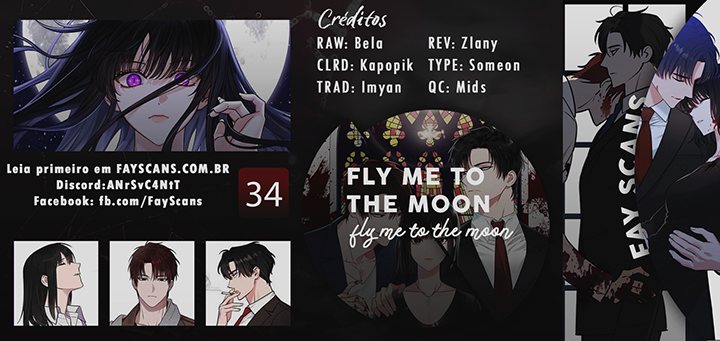 Créditos
RAW: Bela
REV: Zlany
CLRD: Kapopik
TYPE: Someon
TRAD: Imyan
QC: Mids
Leia primeiro em FAYSCANS.COM.BR
Discord:ANrSvC4NtT
Facebook: fb.com/FayScans
34
FLY ME TO
THE MOON
fly me to the moon
FAY SCANS